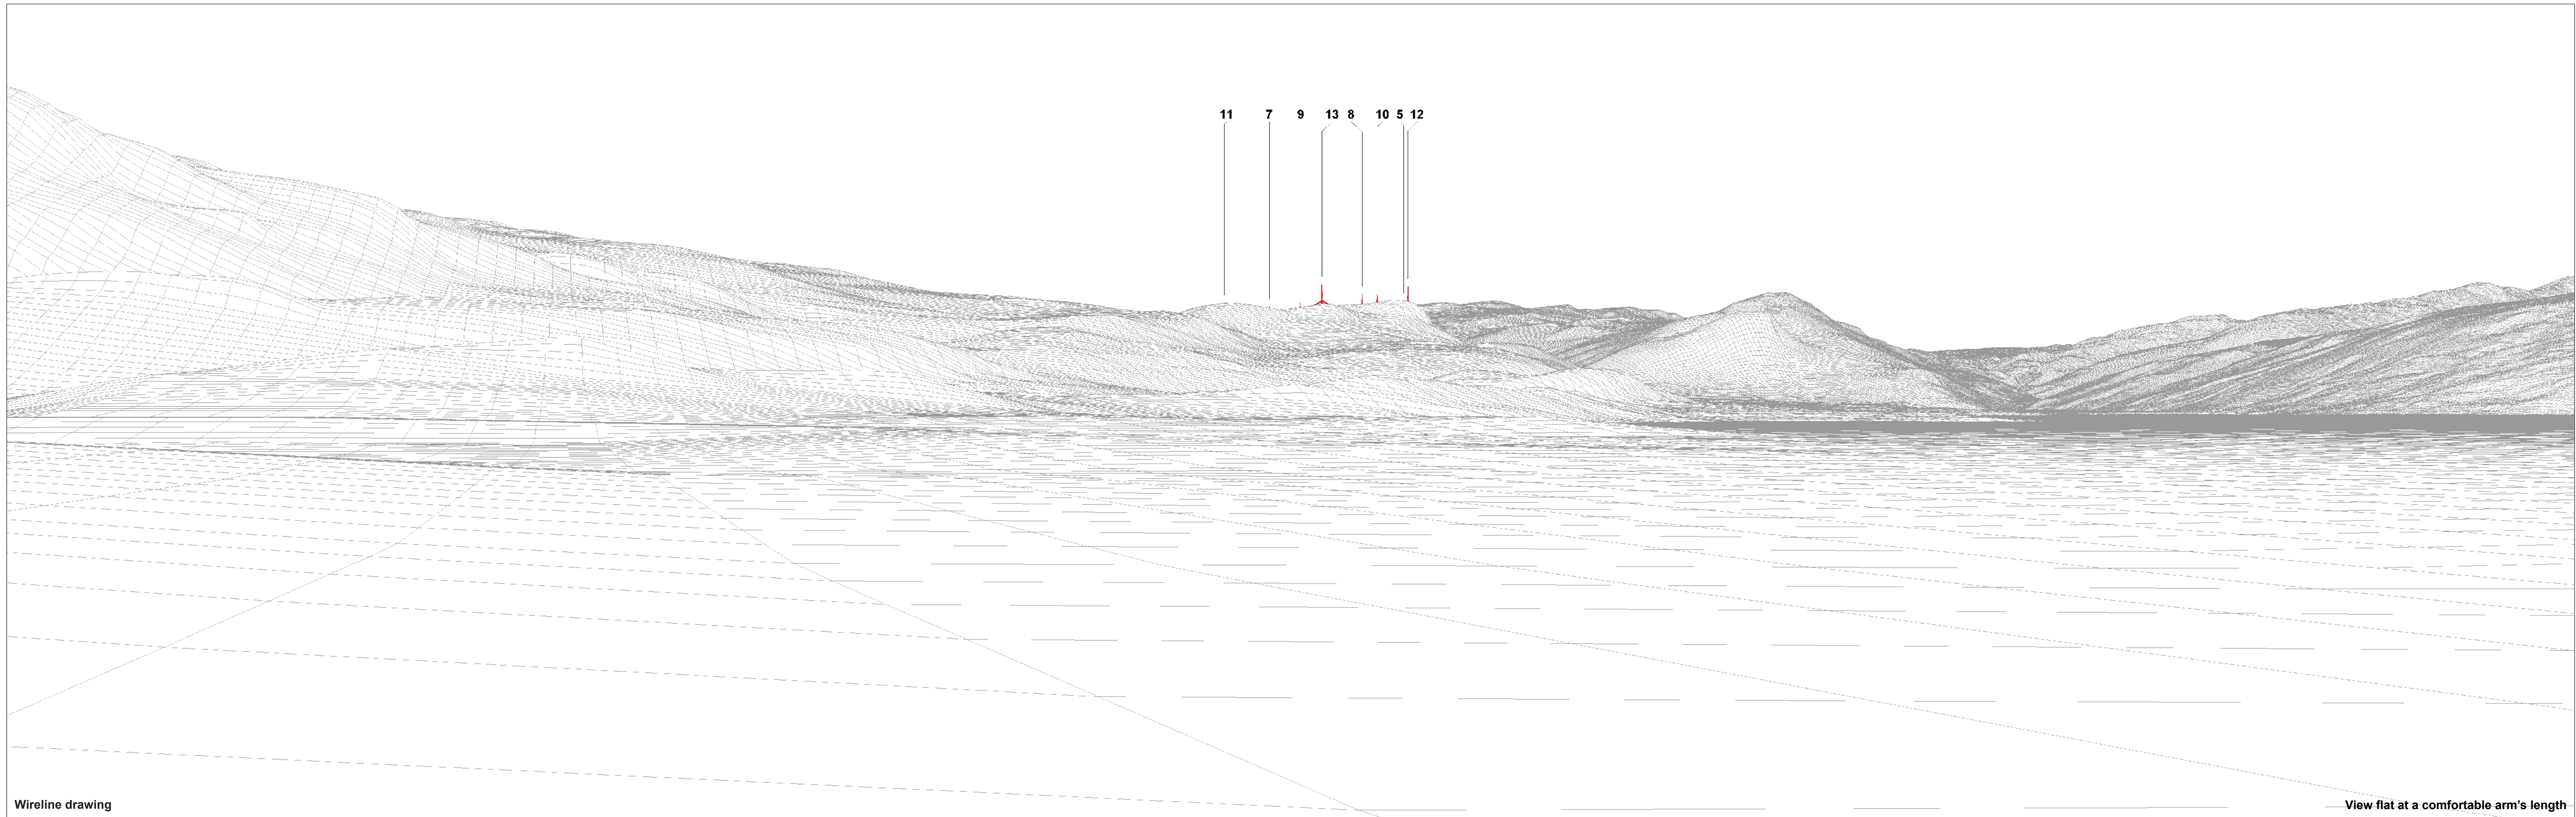 11 7 9 13 8 10 5 12
Wireline drawing
View flat at a comfortable arm's length